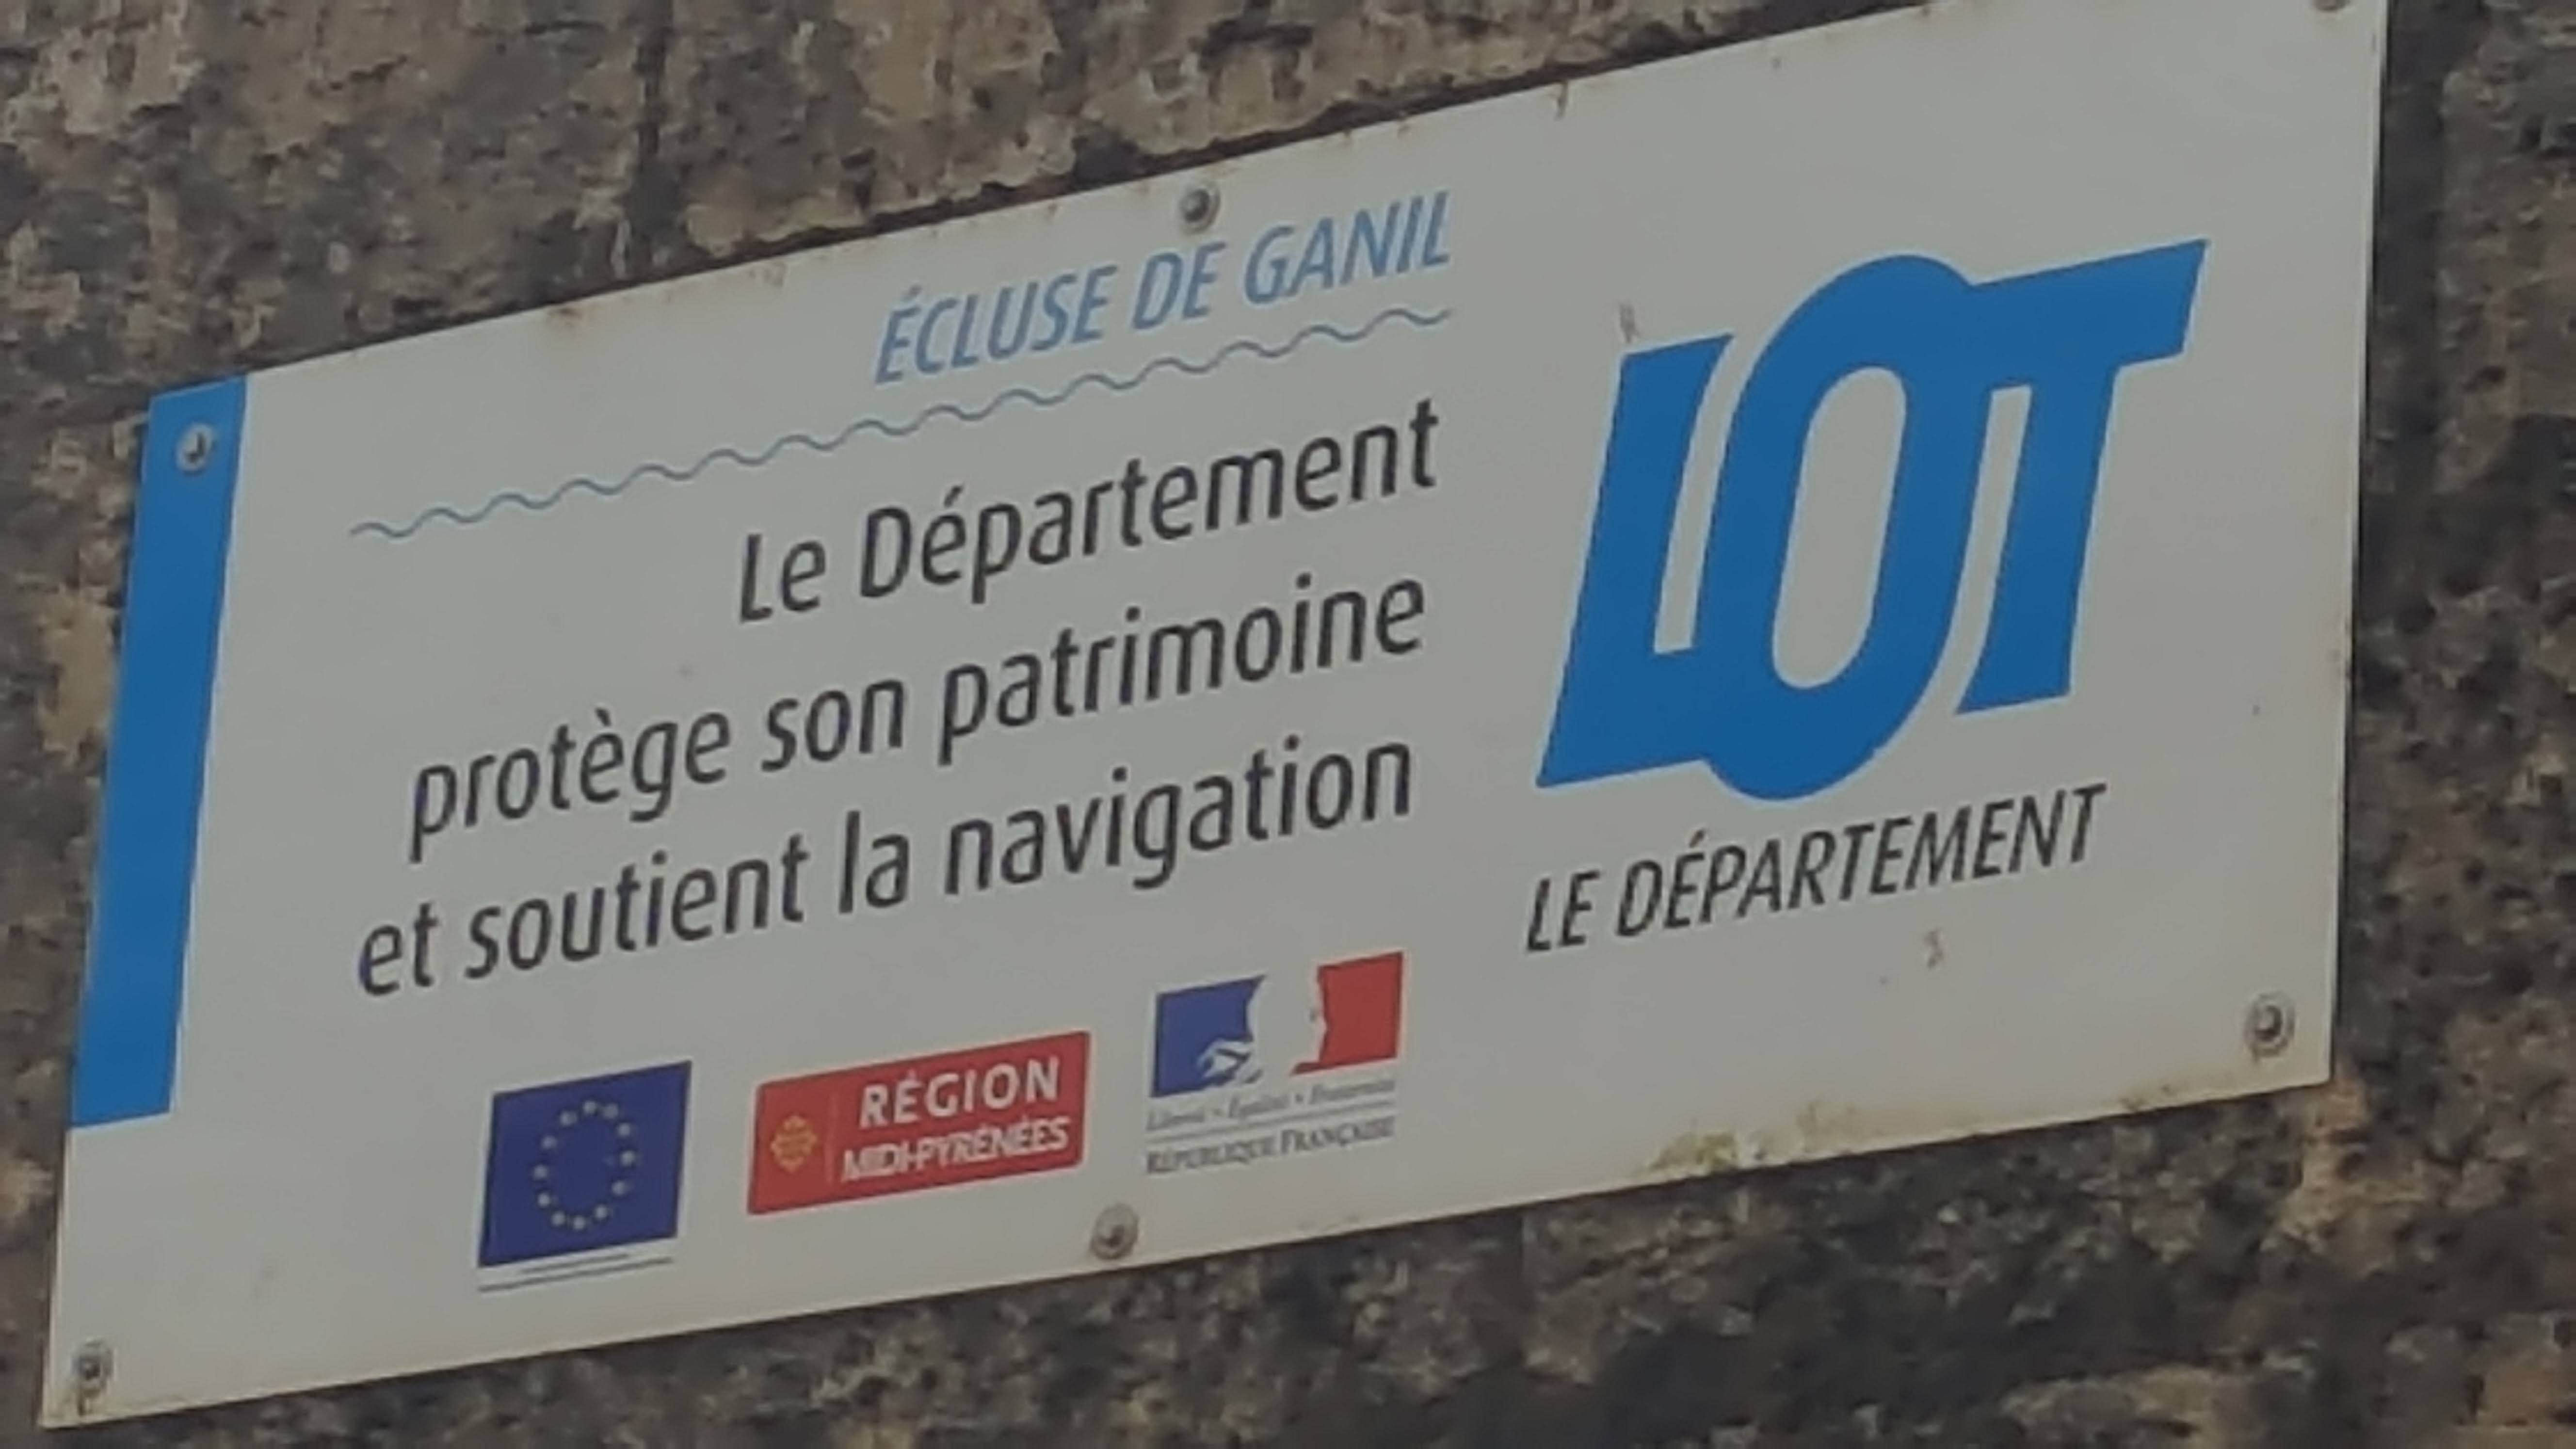 ÉCLUSE DE GANIL
Le Département
protège son patrimoine
et soutient la navigation
LOT
LE DÉPARTEMENT
RÉGION
MIDI-PYRÉNÉES
Liberté • Égalité • Fraternité
RÉPUBLIQUE FRANÇAISE